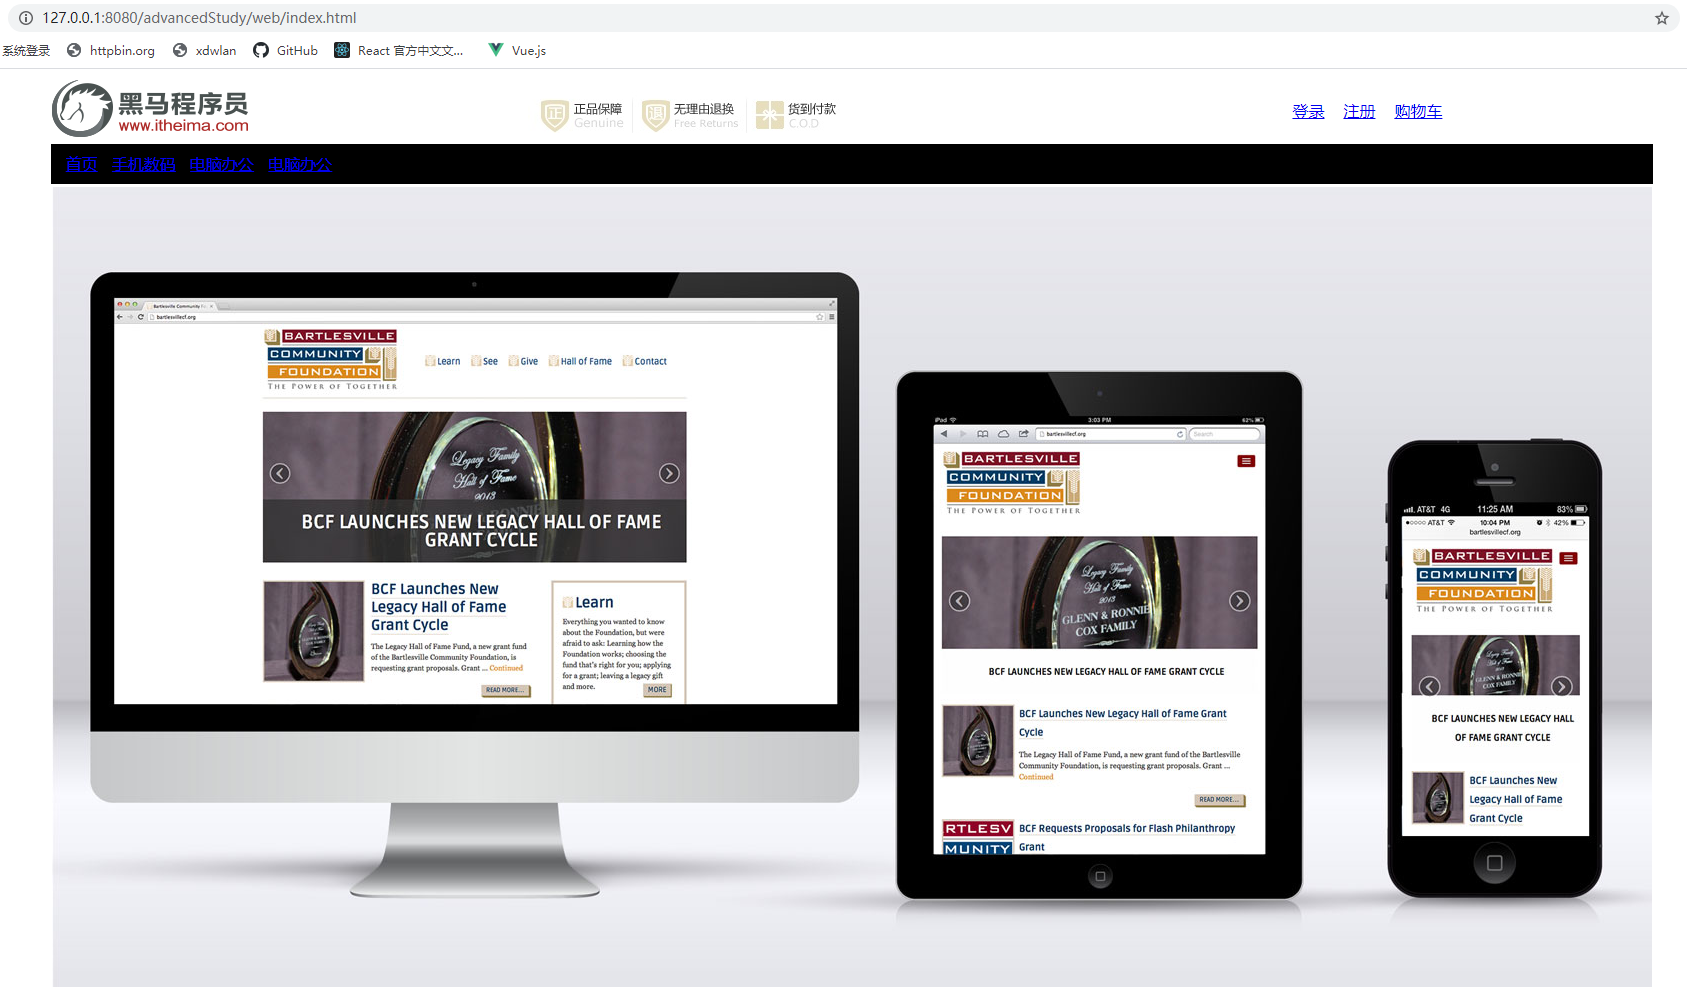 127.0.0.1:8080/advancedStudy/web/index.html
系统登录 httpbin.org xdwlan GitHub React 官方中文文... Vue.js
黑马程序员
www.itheima.com
正品保障
Genuine
无理由退换
Free Returns
货到付款
C.O.D
登录 注册 购物车
首页 手机数码 电脑办公 电脑办公
Bartlesville Community Fo
bartlesvillecf.org
BARTLESVILLE
COMMUNITY
FOUNDATION
THE POWER OF TOGETHER
Learn See Give Hall of Fame Contact
Legacy Family
Hall of Fame
2013
BCF LAUNCHES NEW LEGACY HALL OF FAME
GRANT CYCLE
BCF Launches New
Legacy Hall of Fame
Grant Cycle
The Legacy Hall of Fame Fund, a new grant fund
of the Bartlesville Community Foundation, is
requesting grant proposals. Grant ... Continued
READ MORE...
Learn
Everything you wanted to know
about the Foundation, but were
afraid to ask: Learning how the
Foundation works; choosing the
fund that's right for you; applying
for a grant; leaving a legacy gift
and more.
MORE
iPad 3:03 PM 62%
bartlesvillecf.org Search
BARTLESVILLE
COMMUNITY
FOUNDATION
THE POWER OF TOGETHER
Legacy Family
Hall of Fame
2013
GLENN & RONNIE
COX FAMILY
BCF LAUNCHES NEW LEGACY HALL OF FAME GRANT CYCLE
BCF Launches New Legacy Hall of Fame Grant
Cycle
The Legacy Hall of Fame Fund, a new grant fund of the Bartlesville
Community Foundation, is requesting grant proposals. Grant ...
Continued
READ MORE...
RTLESV
MUNITY
BCF Requests Proposals for Flash Philanthropy
Grant
AT&T 4G 11:25 AM 83%
AT&T 10:04 PM 42%
bartlesvillecf.org
BARTLESVILLE
COMMUNITY
FOUNDATION
THE POWER OF TOGETHER
Legacy Family
Hall of Fame
2013
GLENN & RONNIE
BCF LAUNCHES NEW LEGACY HALL
OF FAME GRANT CYCLE
BCF Launches New
Legacy Hall of Fame
Grant Cycle